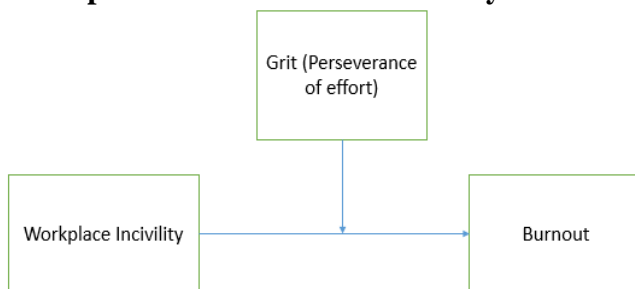 Grit (Perseverance
of effort)
Workplace Incivility
Burnout